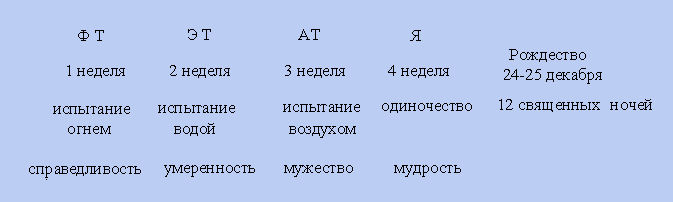 Ф Т Э Т АТ Я
Рождество
1 неделя 2 неделя 3 неделя 4 неделя 24-25 декабря
испытание испытание испытание одиночество 12 священных ночей
огнем водой воздухом
справедливость умеренность мужество мудрость